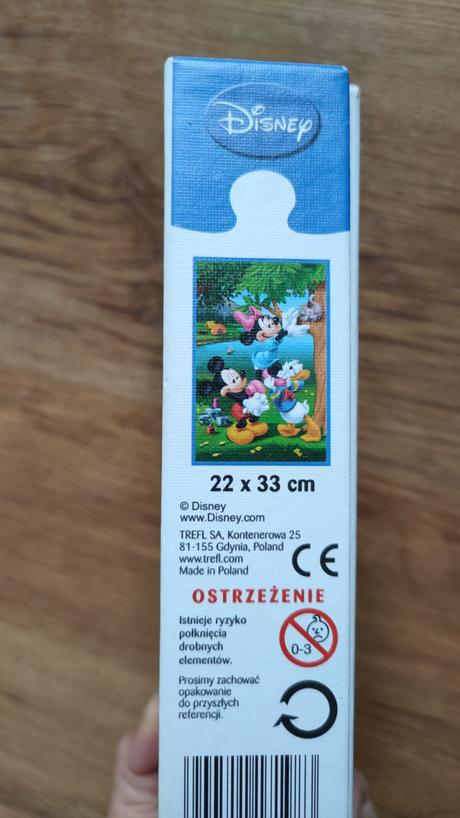 Disney
22 x 33 cm
© Disney
www.Disney.com
TREFL SA, Kontenerowa 25
81-155 Gdynia, Poland
www.trefl.com
Made in Poland
CE
OSTRZEŻENIE
Istnieje ryzyko
połknięcia
drobnych
elementów.
0-3
Prosimy zachować
opakowanie
do przyszłych
referencji.